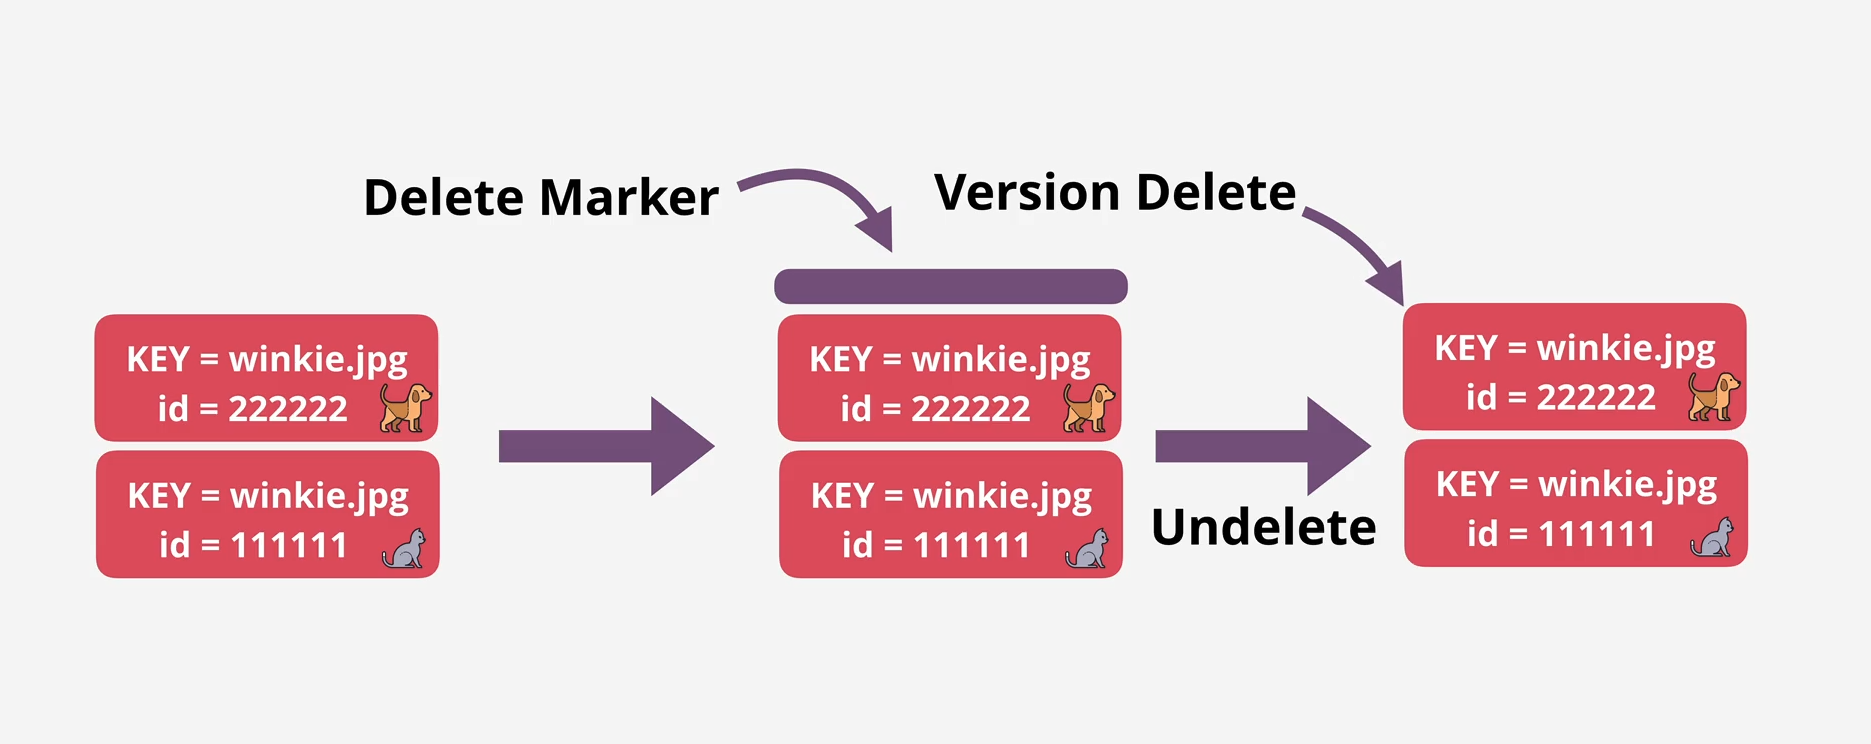 Delete Marker
Version Delete
KEY = winkie.jpg
id = 222222
KEY = winkie.jpg
id = 111111
KEY = winkie.jpg
id = 222222
KEY = winkie.jpg
id = 111111
Undelete
KEY = winkie.jpg
id = 222222
KEY = winkie.jpg
id = 111111